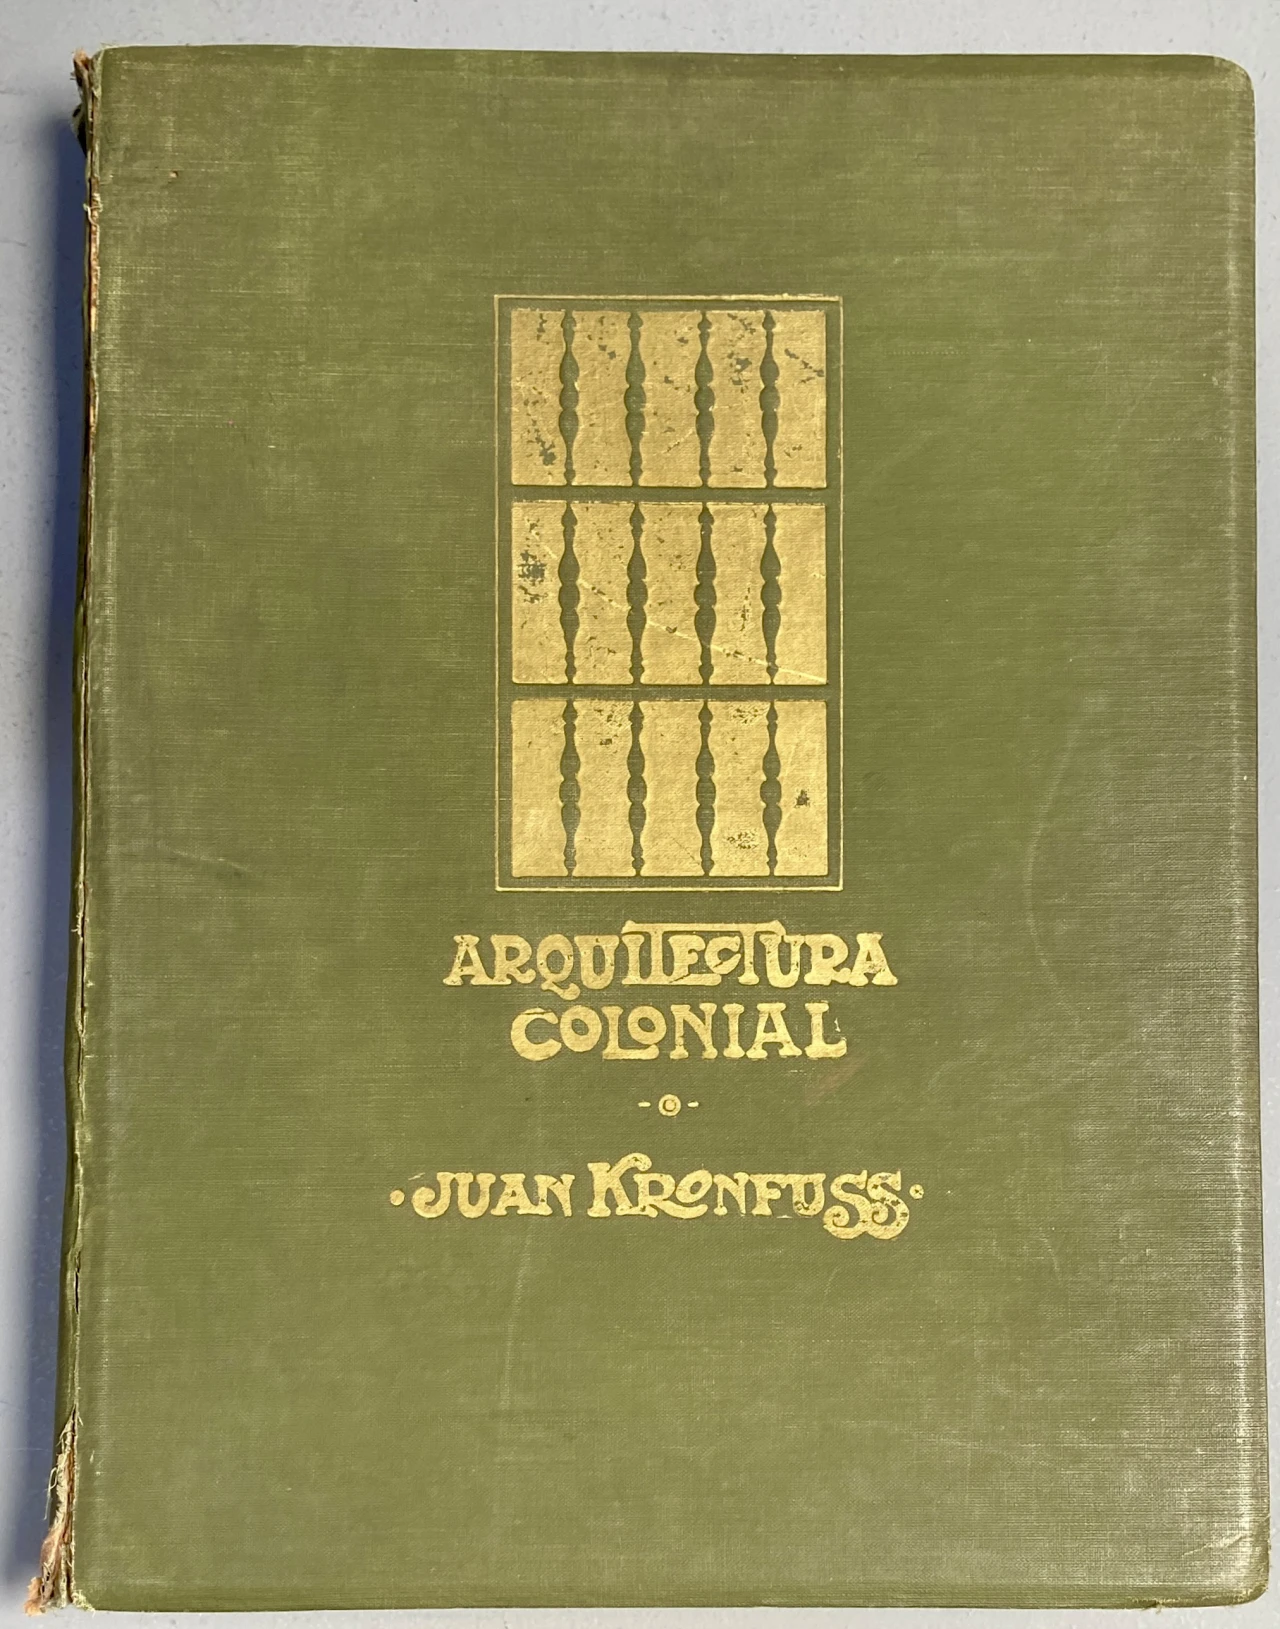 ARQUITECTURA
COLONIAL
-o-
·JUAN KRONFUSS·